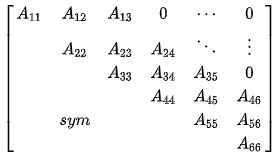 A₁₁ A₁₂ A₁₃ 0 ⋯ 0
A₂₂ A₂₃ A₂₄ ⋱ ⋮
A₃₃ A₃₄ A₃₅ 0
A₄₄ A₄₅ A₄₆
sym A₅₅ A₅₆
A₆₆